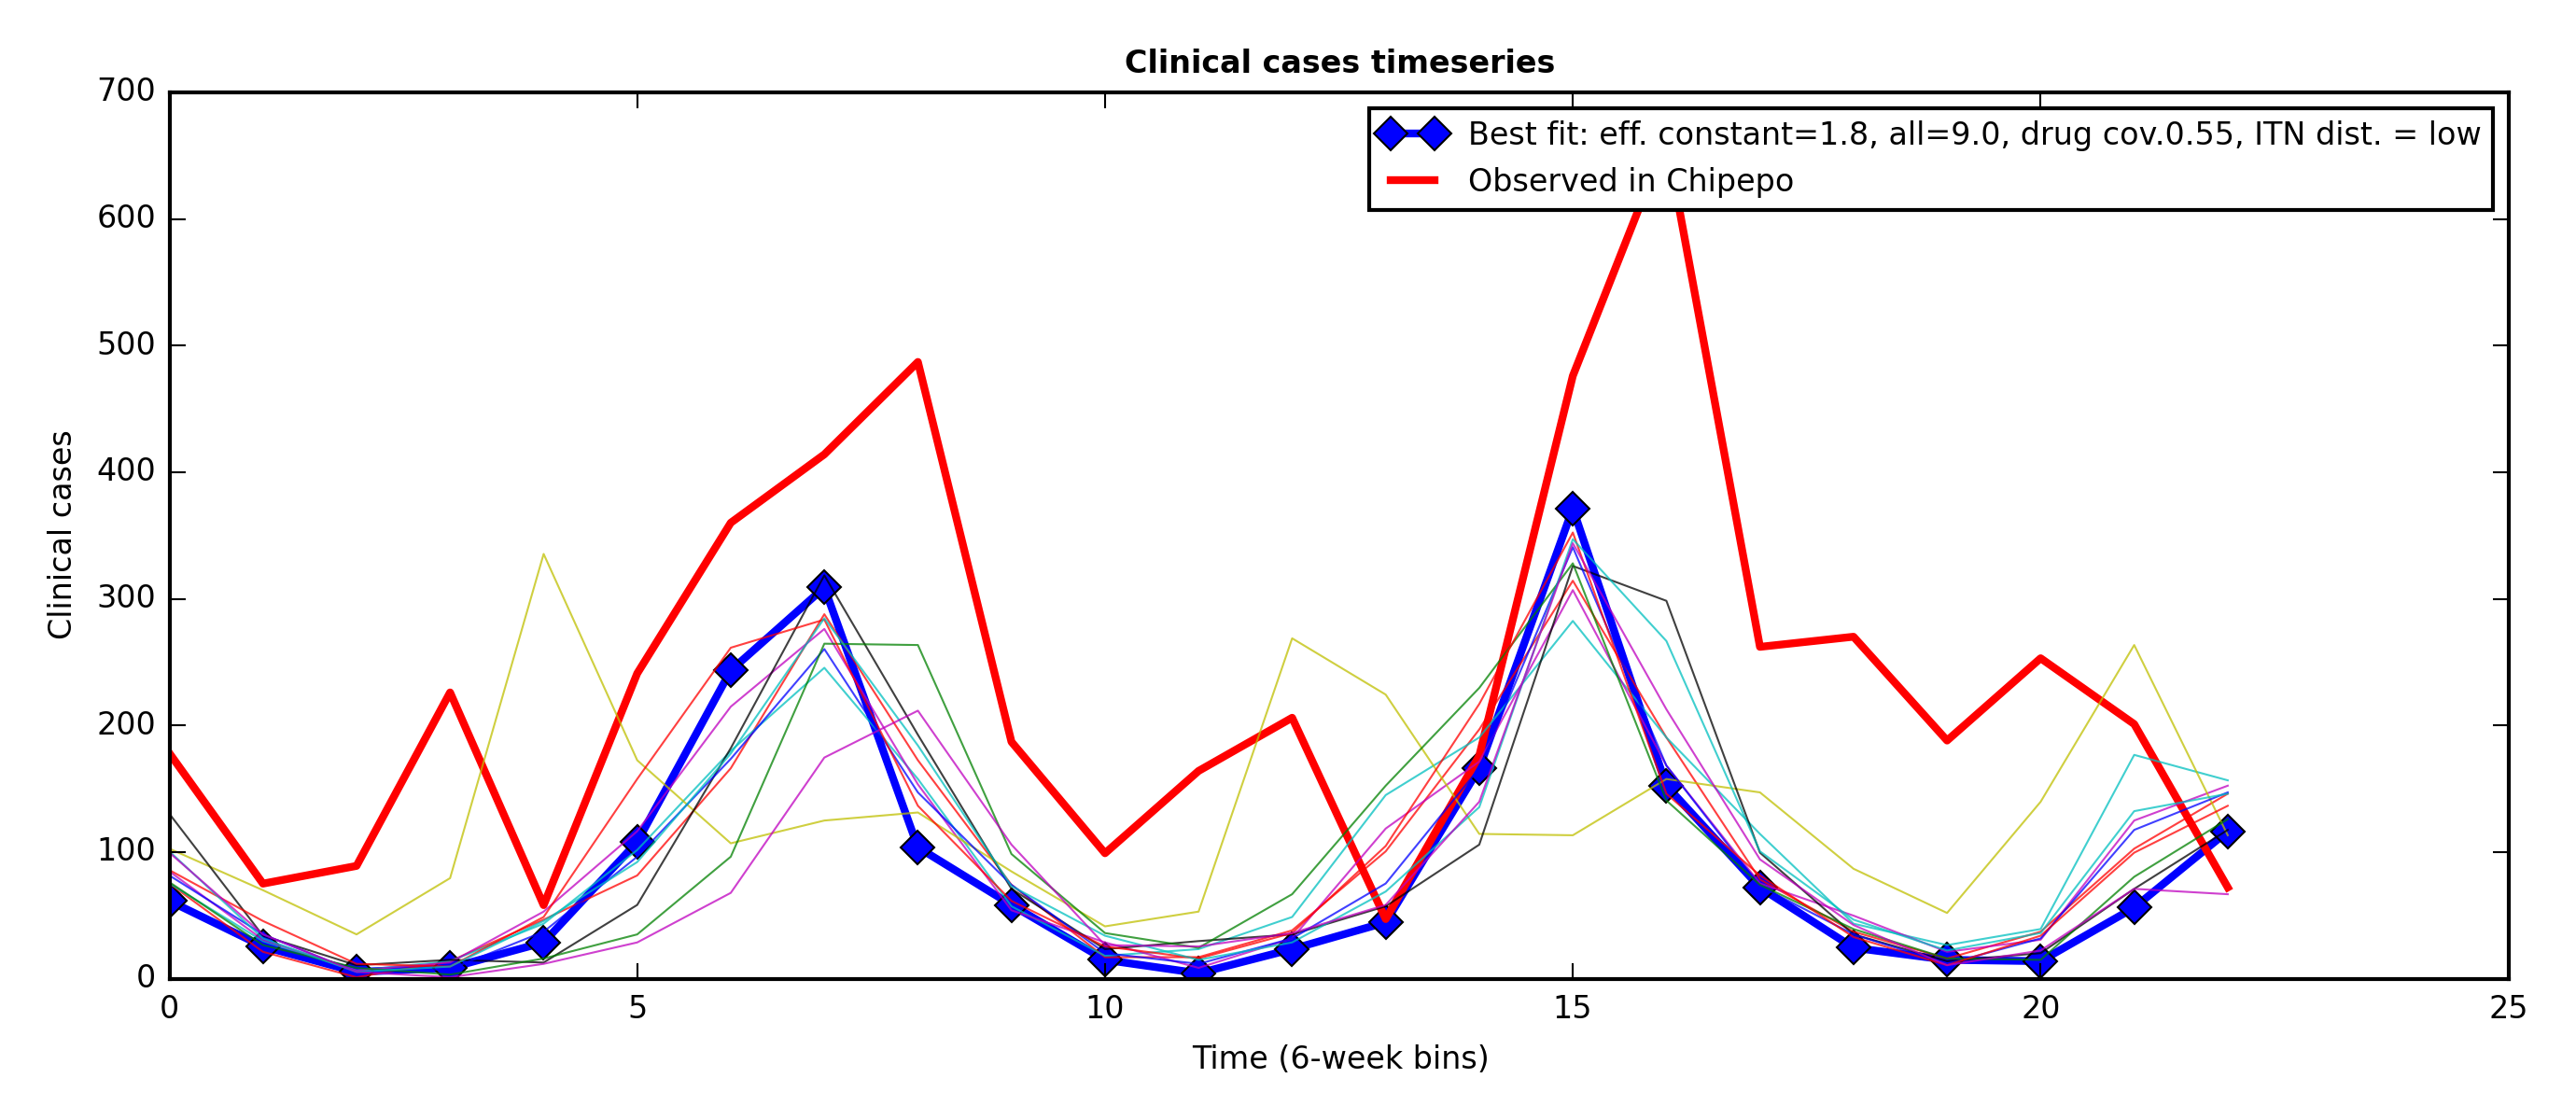 Clinical cases timeseries
700
600
500
400
300
200
100
0
Clinical cases
Best fit: eff. constant=1.8, all=9.0, drug cov.0.55, ITN dist. = low
Observed in Chipepo
0 5 10 15 20 25
Time (6-week bins)